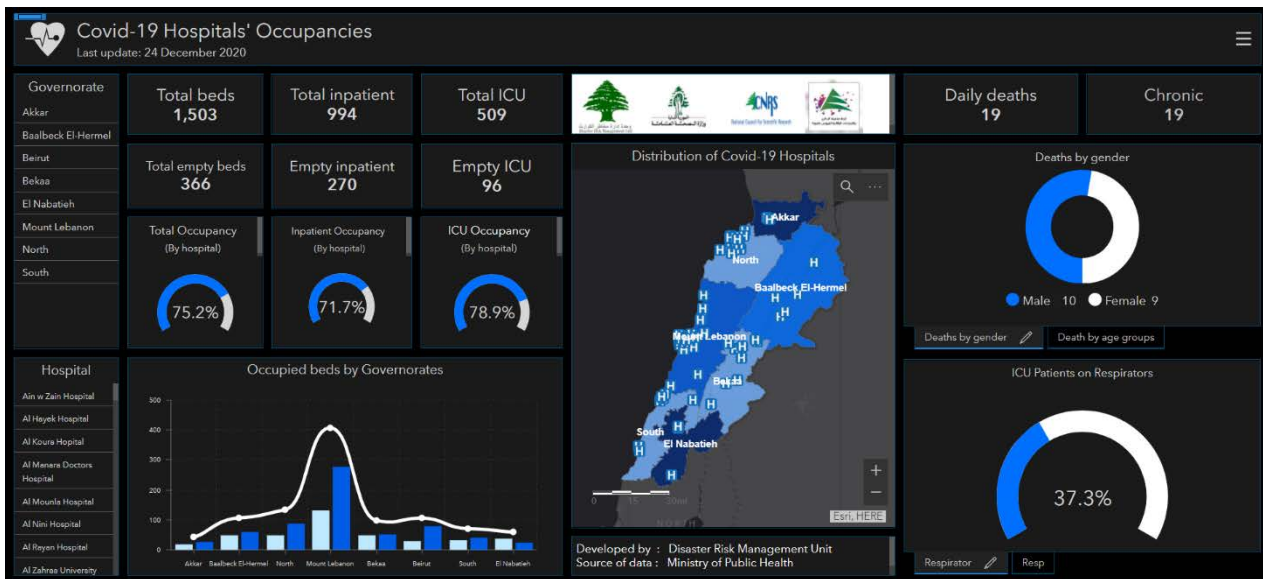 Covid-19 Hospitals' Occupancies
Last update: 24 December 2020
Governorate
Akkar
Baalbeck El-Hermel
Beirut
Bekaa
El Nabatieh
Mount Lebanon
North
South
Total beds
1,503
Total inpatient
994
Total ICU
509
Total empty beds
366
Empty inpatient
270
Empty ICU
96
Total Occupancy
(By hospital)
75.2%
Inpatient Occupancy
(By hospital)
71.7%
ICU Occupancy
(By hospital)
78.9%
CNRS
National Council for Scientific Research
Daily deaths
19
Chronic
19
Distribution of Covid-19 Hospitals
Akkar
North
Baalbeck El-Hermel
Mount Lebanon
Bekaa
South
El Nabatieh
Esri, HERE
Developed by : Disaster Risk Management Unit
Source of data : Ministry of Public Health
Deaths by gender
Male 10 Female 9
Deaths by gender Death by age groups
ICU Patients on Respirators
37.3%
Respirator Resp
Hospital
Ain w Zain Hospital
Al Hayek Hospital
Al Koura Hopital
Al Manara Doctors
Hospital
Al Mounla Hospital
Al Nini Hospital
Al Rayan Hospital
Al Zahraa University
Occupied beds by Governorates
500
400
300
200
100
0
Akkar Baalbeck El-Hermel North Mount Lebanon Bekaa Beirut South El Nabatieh